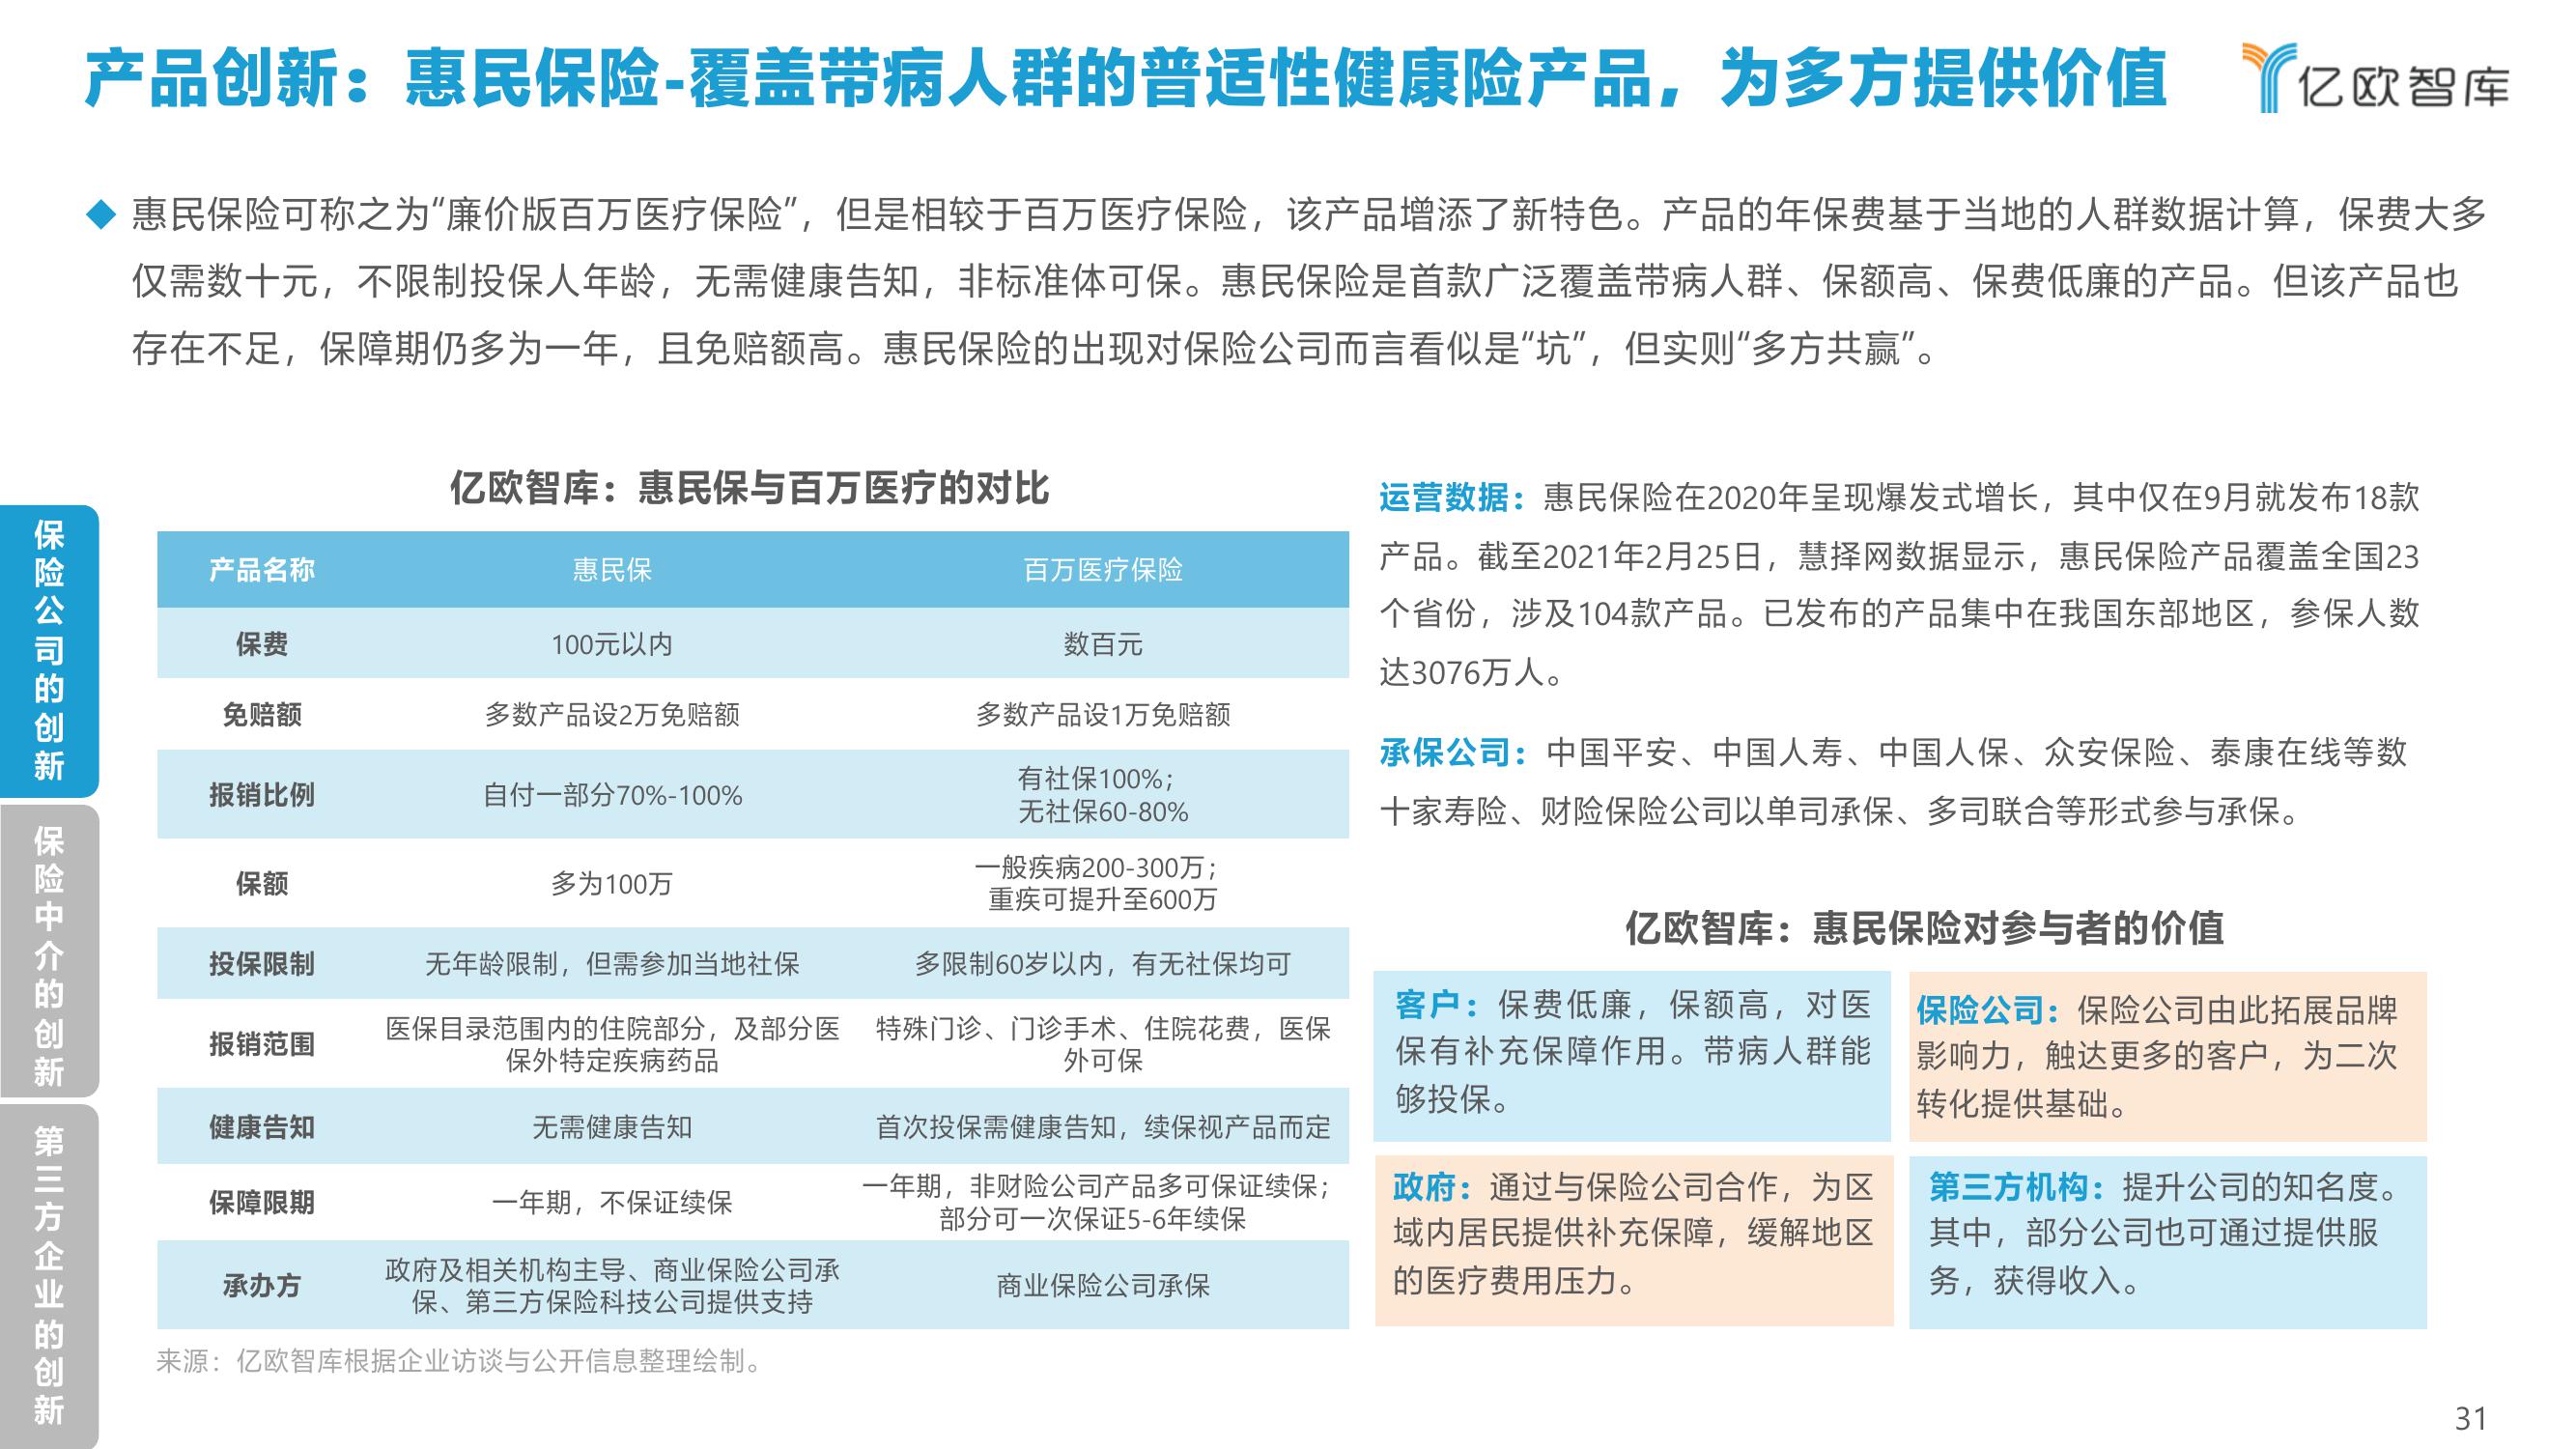 产品创新：惠民保险-覆盖带病人群的普适性健康险产品，为多方提供价值
亿欧智库
惠民保险可称之为“廉价版百万医疗保险”，但是相较于百万医疗保险，该产品增添了新特色。产品的年保费基于当地的人群数据计算，保费大多
仅需数十元，不限制投保人年龄，无需健康告知，非标准体可保。惠民保险是首款广泛覆盖带病人群、保额高、保费低廉的产品。但该产品也
存在不足，保障期仍多为一年，且免赔额高。惠民保险的出现对保险公司而言看似是“坑”，但实则“多方共赢”。
保险公司的创新
保险中介的创新
第三方企业的创新
亿欧智库：惠民保与百万医疗的对比
产品名称 惠民保 百万医疗保险
保费 100元以内 数百元
免赔额 多数产品设2万免赔额 多数产品设1万免赔额
报销比例 自付一部分70%-100% 有社保100%；
无社保60-80%
保额 多为100万 一般疾病200-300万；
重疾可提升至600万
投保限制 无年龄限制，但需参加当地社保 多限制60岁以内，有无社保均可
报销范围 医保目录范围内的住院部分，及部分医
保外特定疾病药品
特殊门诊、门诊手术、住院花费，医保
外可保
健康告知 无需健康告知 首次投保需健康告知，续保视产品而定
保障限期 一年期，不保证续保 一年期，非财险公司产品多可保证续保；
部分可一次保证5-6年续保
承办方 政府及相关机构主导、商业保险公司承
保、第三方保险科技公司提供支持
商业保险公司承保
来源：亿欧智库根据企业访谈与公开信息整理绘制。
运营数据：惠民保险在2020年呈现爆发式增长，其中仅在9月就发布18款
产品。截至2021年2月25日，慧择网数据显示，惠民保险产品覆盖全国23
个省份，涉及104款产品。已发布的产品集中在我国东部地区，参保人数
达3076万人。
承保公司：中国平安、中国人寿、中国人保、众安保险、泰康在线等数
十家寿险、财险保险公司以单司承保、多司联合等形式参与承保。
亿欧智库：惠民保险对参与者的价值
客户：保费低廉，保额高，对医
保有补充保障作用。带病人群能
够投保。
保险公司：保险公司由此拓展品牌
影响力，触达更多的客户，为二次
转化提供基础。
政府：通过与保险公司合作，为区
域内居民提供补充保障，缓解地区
的医疗费用压力。
第三方机构：提升公司的知名度。
其中，部分公司也可通过提供服
务，获得收入。
31